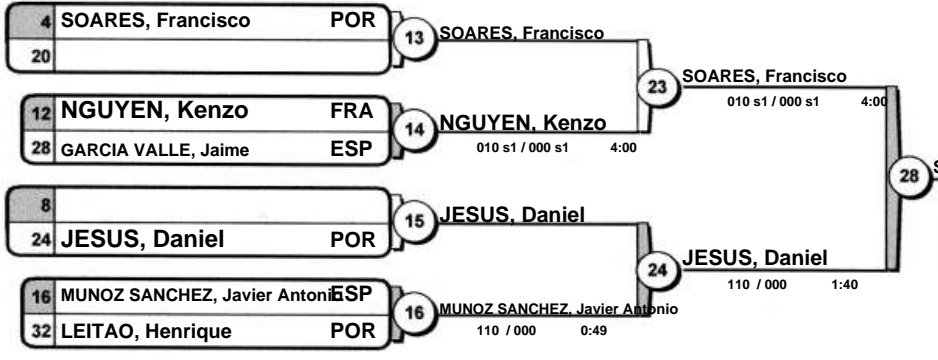 4 SOARES, Francisco POR
20
13 SOARES, Francisco
12 NGUYEN, Kenzo FRA
28 GARCIA VALLE, Jaime ESP
14 NGUYEN, Kenzo
010 s1 / 000 s1 4:00
23 SOARES, Francisco
010 s1 / 000 s1 4:00
8
24 JESUS, Daniel POR
15 JESUS, Daniel
16 MUNOZ SANCHEZ, Javier Antonio ESP
32 LEITAO, Henrique POR
16 MUNOZ SANCHEZ, Javier Antonio
110 / 000 0:49
24 JESUS, Daniel
110 / 000 1:40
28